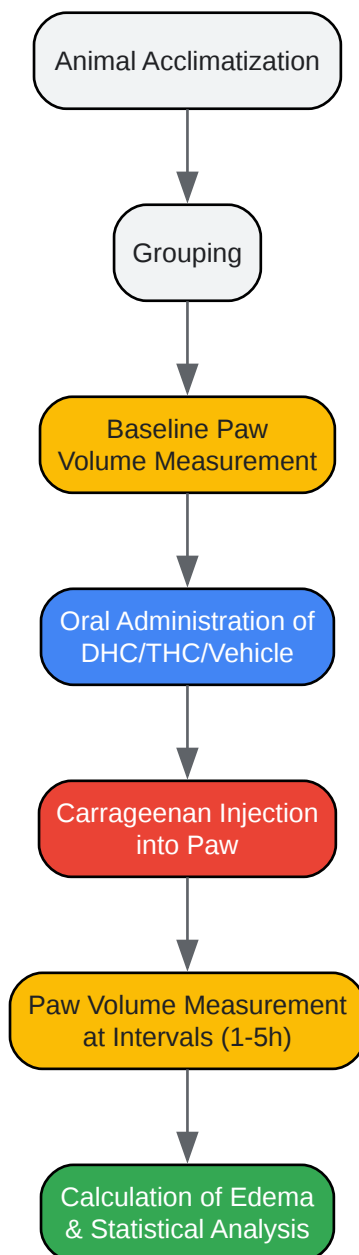 Animal Acclimatization
Grouping
Baseline Paw
Volume Measurement
Oral Administration of
DHC/THC/Vehicle
Carrageenan Injection
into Paw
Paw Volume Measurement
at Intervals (1-5h)
Calculation of Edema
& Statistical Analysis